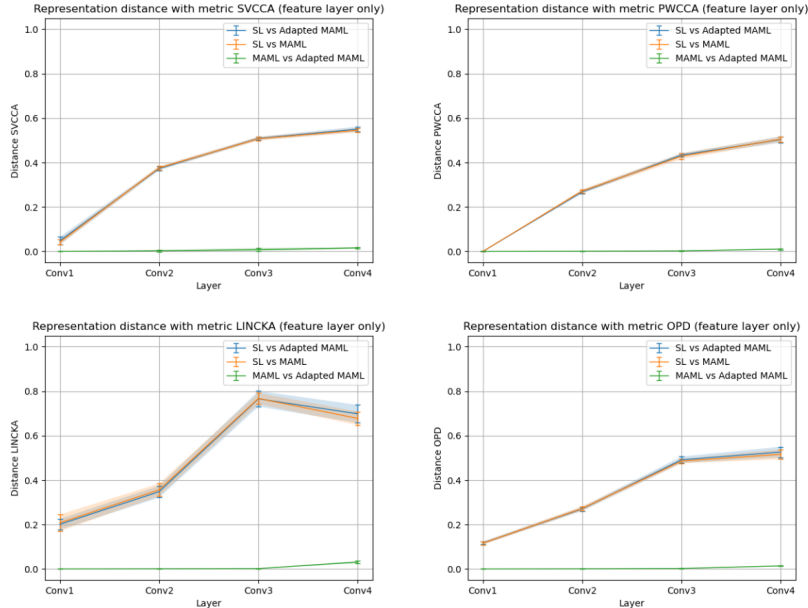 Representation distance with metric SVCCA (feature layer only)
SL vs Adapted MAML
SL vs MAML
MAML vs Adapted MAML
1.0
0.8
0.6
0.4
0.2
0.0
Distance SVCCA
Conv1 Conv2 Conv3 Conv4
Layer
Representation distance with metric PWCCA (feature layer only)
SL vs Adapted MAML
SL vs MAML
MAML vs Adapted MAML
1.0
0.8
0.6
0.4
0.2
0.0
Distance PWCCA
Conv1 Conv2 Conv3 Conv4
Layer
Representation distance with metric LINCKA (feature layer only)
SL vs Adapted MAML
SL vs MAML
MAML vs Adapted MAML
1.0
0.8
0.6
0.4
0.2
0.0
Distance LINCKA
Conv1 Conv2 Conv3 Conv4
Layer
Representation distance with metric OPD (feature layer only)
SL vs Adapted MAML
SL vs MAML
MAML vs Adapted MAML
1.0
0.8
0.6
0.4
0.2
0.0
Distance OPD
Conv1 Conv2 Conv3 Conv4
Layer